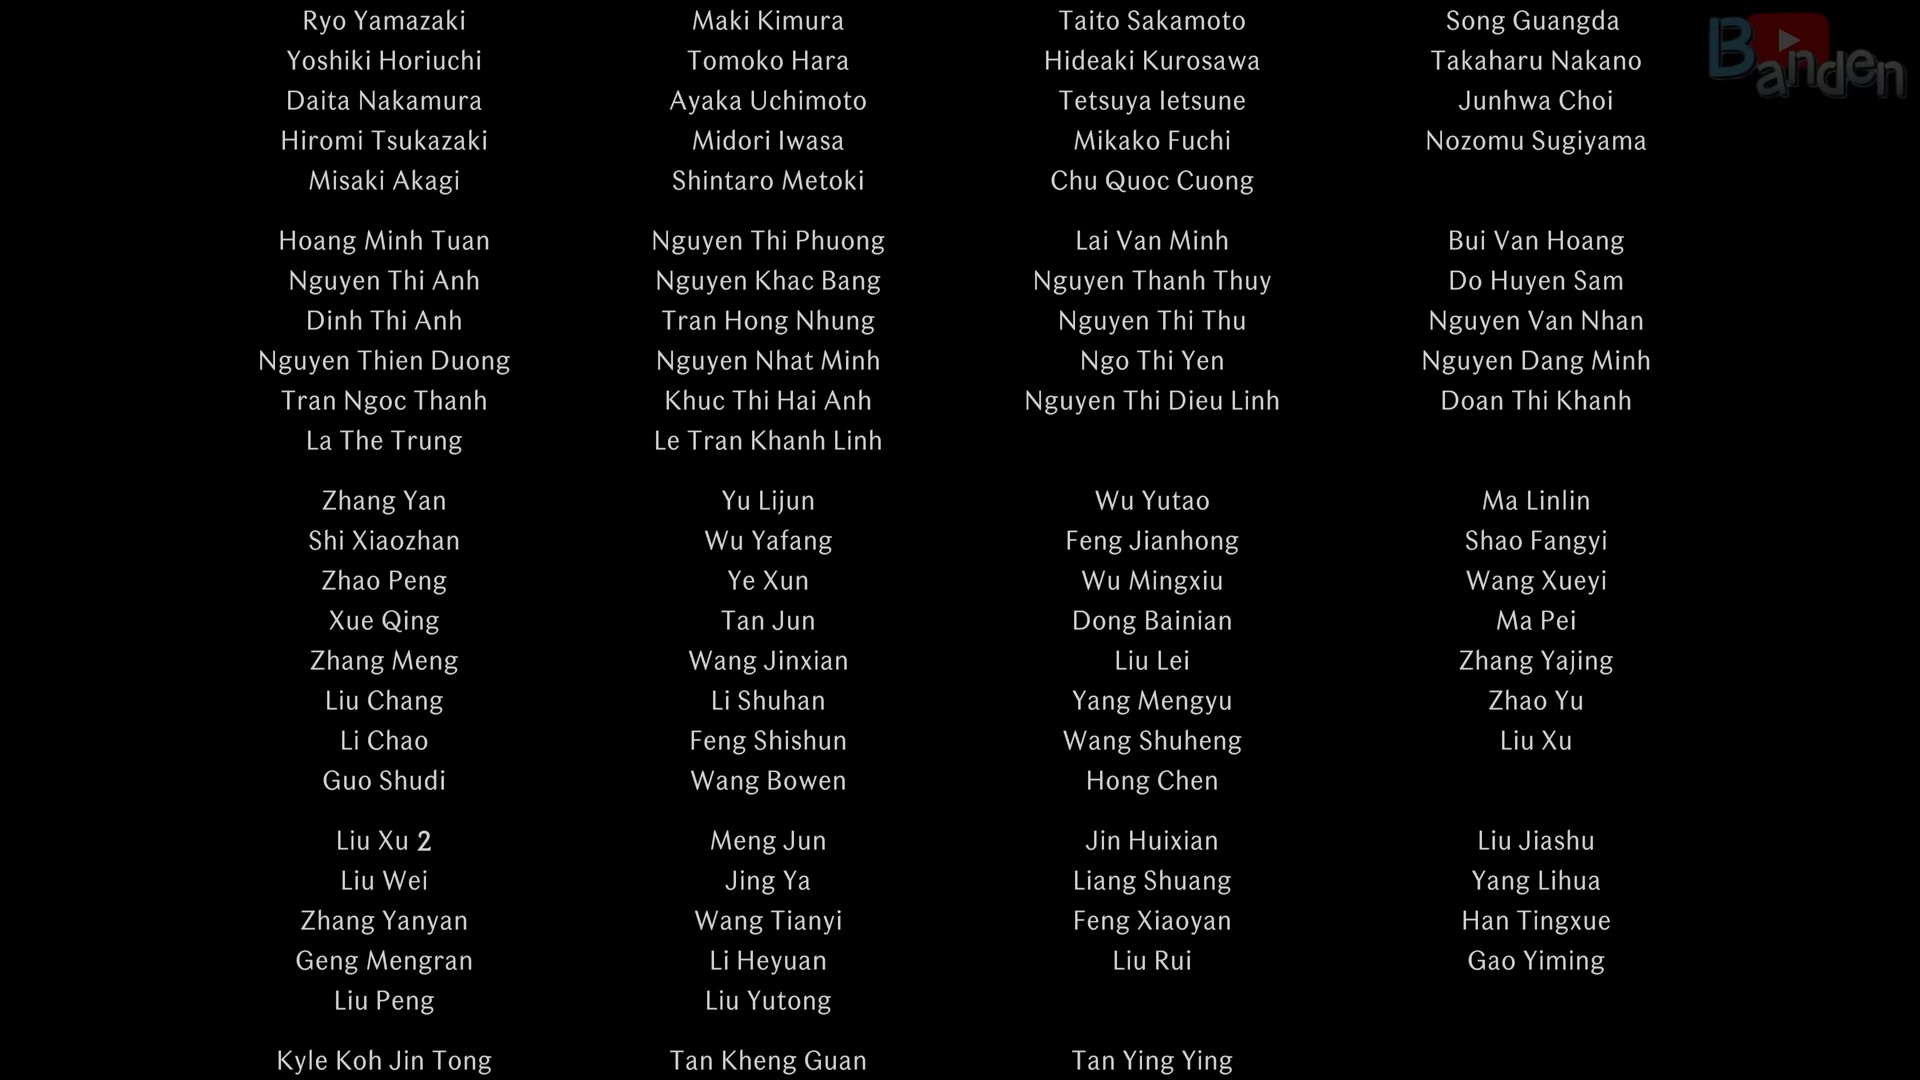 Ryo Yamazaki Maki Kimura Taito Sakamoto Song Guangda
Yoshiki Horiuchi Tomoko Hara Hideaki Kurosawa Takaharu Nakano
Daita Nakamura Ayaka Uchimoto Tetsuya Ietsune Junhwa Choi
Hiromi Tsukazaki Midori Iwasa Mikako Fuchi Nozomu Sugiyama
Misaki Akagi Shintaro Metoki Chu Quoc Cuong
Hoang Minh Tuan Nguyen Thi Phuong Lai Van Minh Bui Van Hoang
Nguyen Thi Anh Nguyen Khac Bang Nguyen Thanh Thuy Do Huyen Sam
Dinh Thi Anh Tran Hong Nhung Nguyen Thi Thu Nguyen Van Nhan
Nguyen Thien Duong Nguyen Nhat Minh Ngo Thi Yen Nguyen Dang Minh
Tran Ngoc Thanh Khuc Thi Hai Anh Nguyen Thi Dieu Linh Doan Thi Khanh
La The Trung Le Tran Khanh Linh
Zhang Yan Yu Lijun Wu Yutao Ma Linlin
Shi Xiaozhan Wu Yafang Feng Jianhong Shao Fangyi
Zhao Peng Ye Xun Wu Mingxiu Wang Xueyi
Xue Qing Tan Jun Dong Bainian Ma Pei
Zhang Meng Wang Jinxian Liu Lei Zhang Yajing
Liu Chang Li Shuhan Yang Mengyu Zhao Yu
Li Chao Feng Shishun Wang Shuheng Liu Xu
Guo Shudi Wang Bowen Hong Chen
Liu Xu 2 Meng Jun Jin Huixian Liu Jiashu
Liu Wei Jing Ya Liang Shuang Yang Lihua
Zhang Yanyan Wang Tianyi Feng Xiaoyan Han Tingxue
Geng Mengran Li Heyuan Liu Rui Gao Yiming
Liu Peng Liu Yutong
Kyle Koh Jin Tong Tan Kheng Guan Tan Ying Ying
Banden